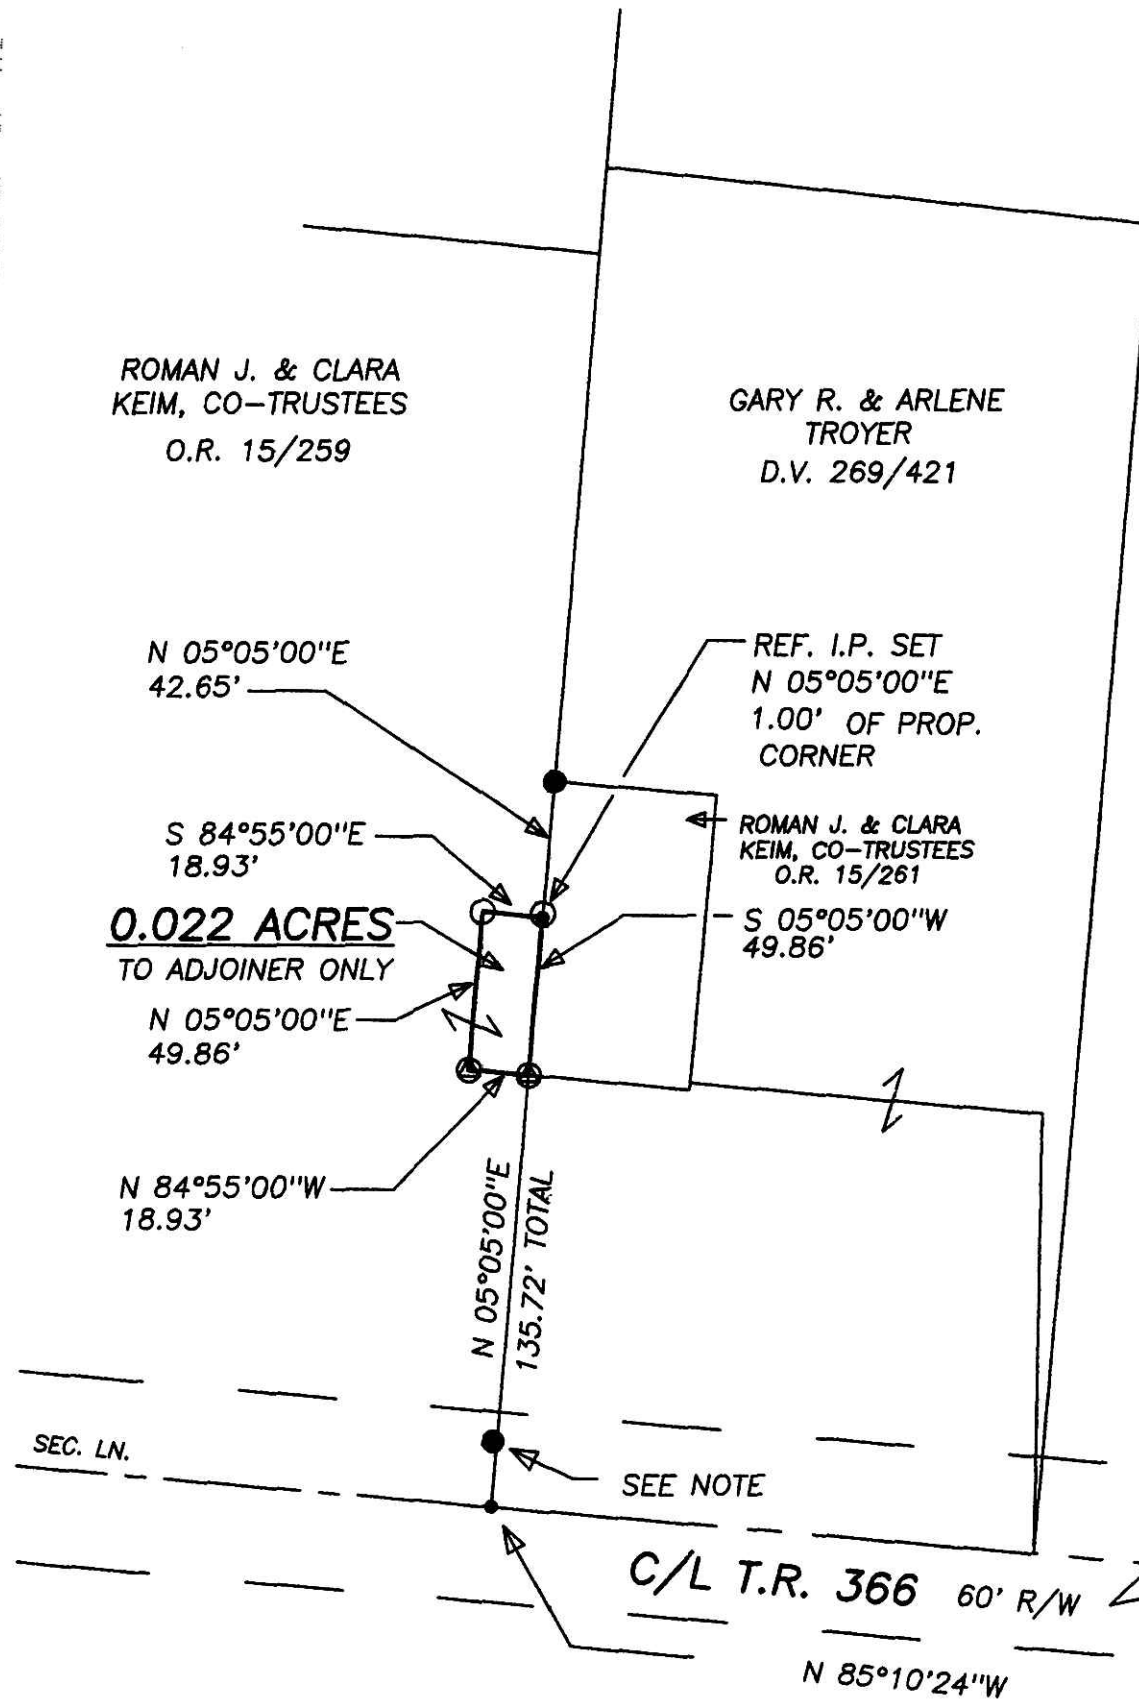 ROMAN J. & CLARA
KEIM, CO-TRUSTEES
O.R. 15/259
GARY R. & ARLENE
TROYER
D.V. 269/421
N 05°05'00"E
42.65'
REF. I.P. SET
N 05°05'00"E
1.00' OF PROP.
CORNER
S 84°55'00"E
18.93'
ROMAN J. & CLARA
KEIM, CO-TRUSTEES
O.R. 15/261
0.022 ACRES
TO ADJOINER ONLY
S 05°05'00"W
49.86'
N 05°05'00"E
49.86'
N 84°55'00"W
18.93'
N 05°05'00"E
135.72' TOTAL
SEC. LN.
SEE NOTE
C/L T.R. 366 60' R/W
N 85°10'24"W